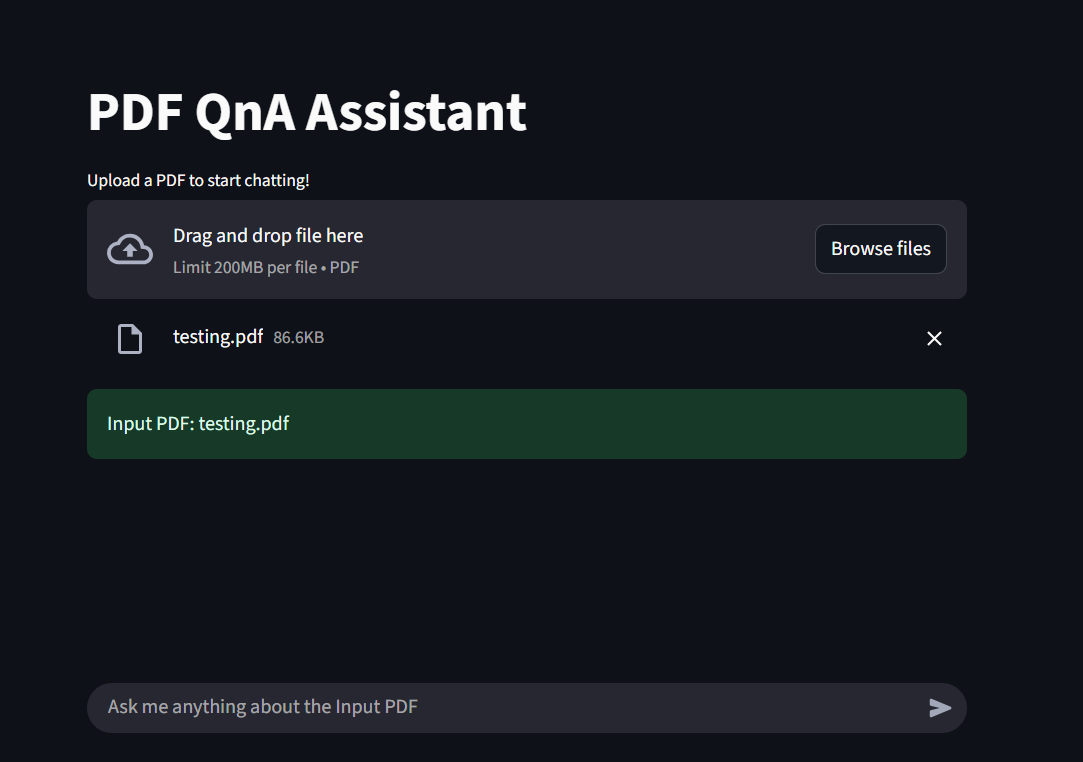 PDF QnA Assistant
Upload a PDF to start chatting!
Drag and drop file here
Limit 200MB per file • PDF
Browse files
testing.pdf 86.6KB
Input PDF: testing.pdf
Ask me anything about the Input PDF